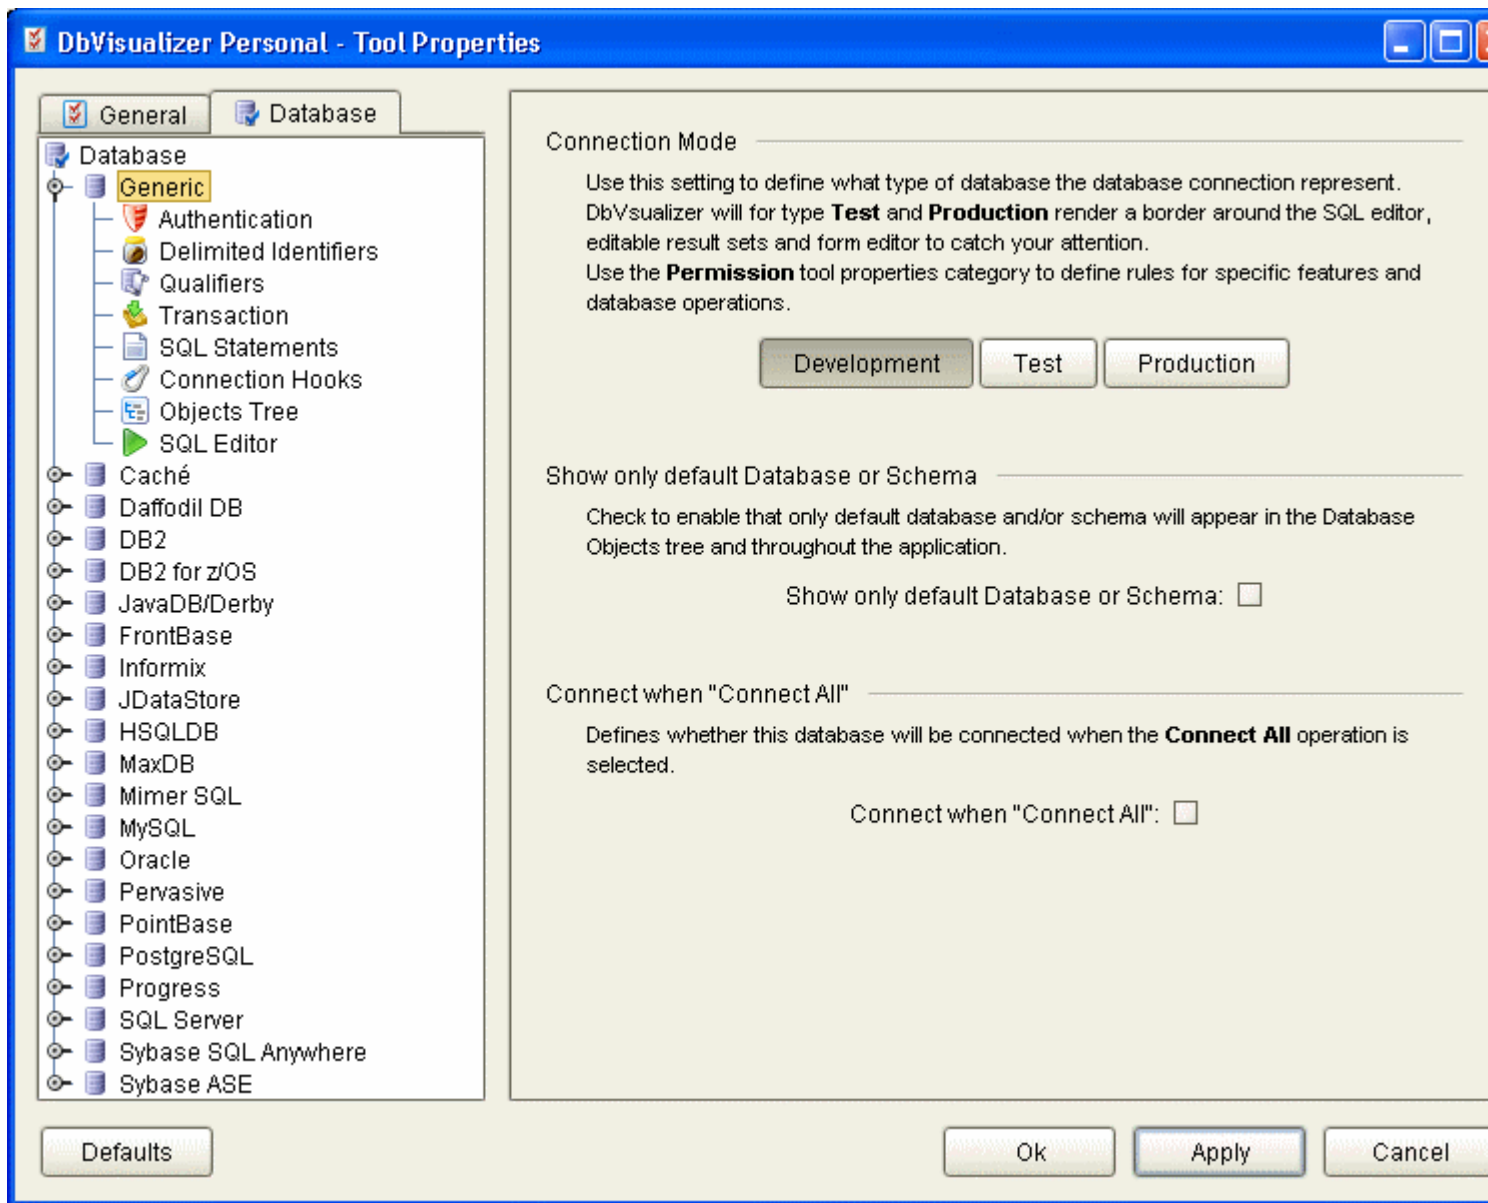 DbVisualizer Personal - Tool Properties
General
Database
Database
Generic
Authentication
Delimited Identifiers
Qualifiers
Transaction
SQL Statements
Connection Hooks
Objects Tree
SQL Editor
Caché
Daffodil DB
DB2
DB2 for z/OS
JavaDB/Derby
FrontBase
Informix
JDataStore
HSQLDB
MaxDB
Mimer SQL
MySQL
Oracle
Pervasive
PointBase
PostgreSQL
Progress
SQL Server
Sybase SQL Anywhere
Sybase ASE
Connection Mode
Use this setting to define what type of database the database connection represent.
DbVsualizer will for type Test and Production render a border around the SQL editor,
editable result sets and form editor to catch your attention.
Use the Permission tool properties category to define rules for specific features and
database operations.
Development
Test
Production
Show only default Database or Schema
Check to enable that only default database and/or schema will appear in the Database
Objects tree and throughout the application.
Show only default Database or Schema:
Connect when "Connect All"
Defines whether this database will be connected when the Connect All operation is
selected.
Connect when "Connect All":
Defaults
Ok
Apply
Cancel